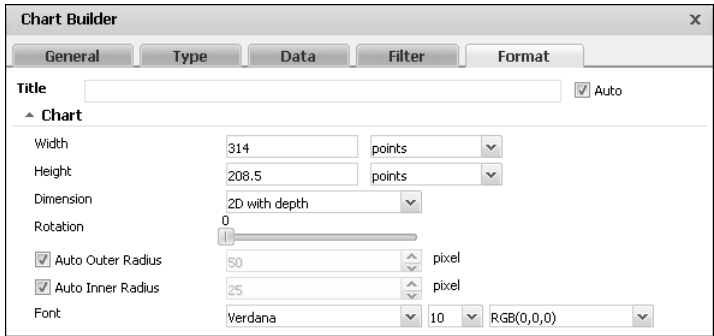 Chart Builder x
General Type Data Filter Format
Title Auto
Chart
Width 314 points
Height 208.5 points
Dimension 2D with depth
Rotation 0
Auto Outer Radius 50 pixel
Auto Inner Radius 25 pixel
Font Verdana 10 RGB(0,0,0)